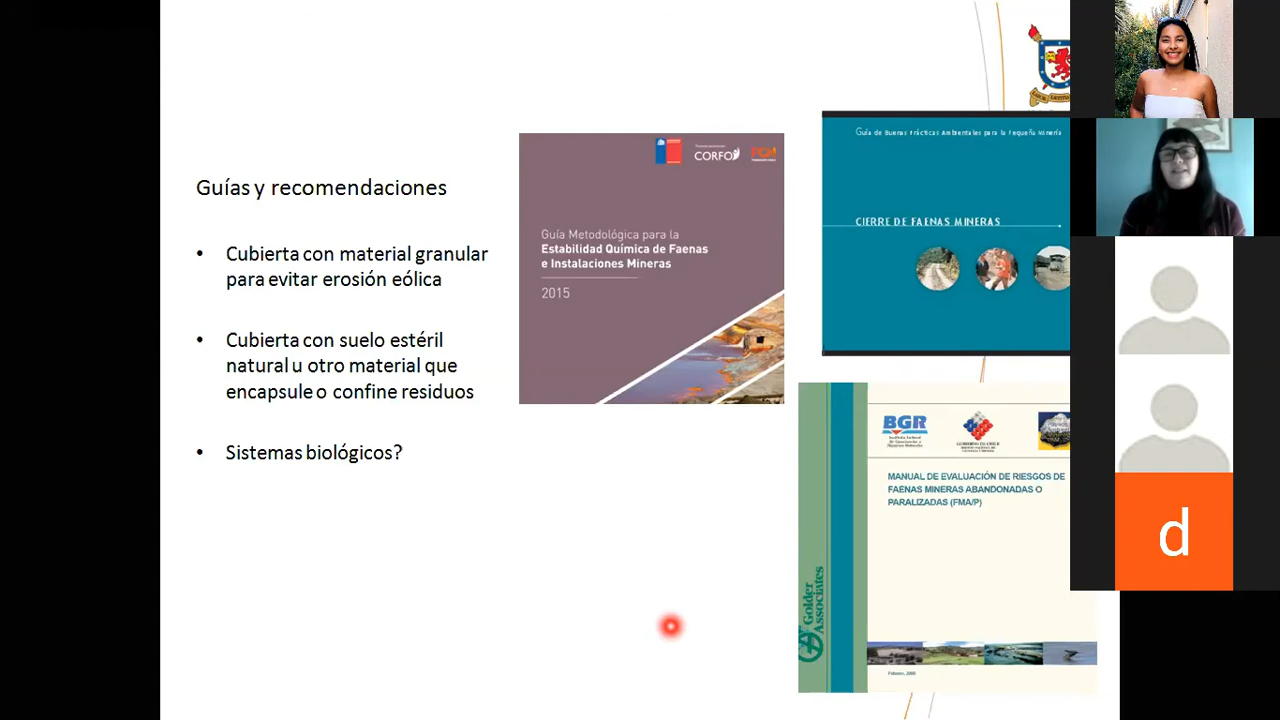 Guías y recomendaciones
• Cubierta con material granular
para evitar erosión eólica
• Cubierta con suelo estéril
natural u otro material que
encapsule o confine residuos
• Sistemas biológicos?
CORFO
Guía Metodológica para la
Estabilidad Química de Faenas
e Instalaciones Mineras
2015
Guía de Buenas Prácticas Ambientales para la Pequeña Minería
CIERRE DE FAENAS MINERAS
BGR
GOBIERNO DE CHILE
MANUAL DE EVALUACIÓN DE RIESGOS DE
FAENAS MINERAS ABANDONADAS O
PARALIZADAS (FMA/P)
Golder
Associates
d